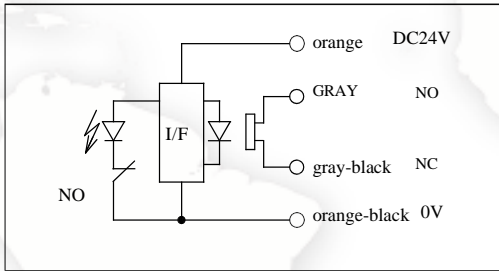 orange DC24V
GRAY NO
I/F
gray-black NC
NO
orange-black 0V